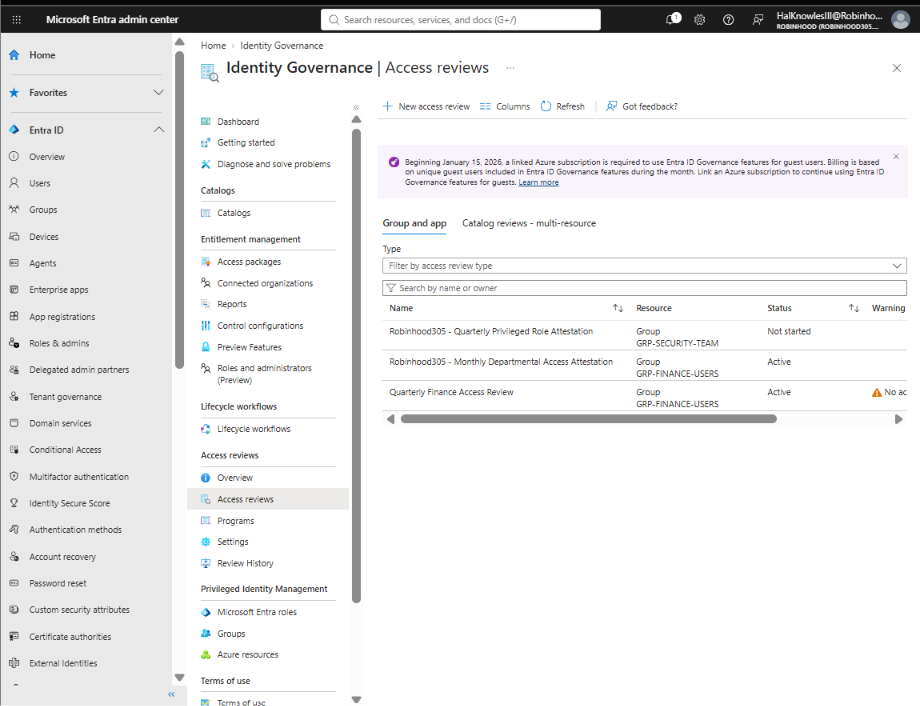 Microsoft Entra admin center
Search resources, services, and docs (G+/)
1
HalKnowlesIII@Robinho...
ROBINHOOD (ROBINHOOD305....
Home
Favorites
Entra ID
Overview
Users
Groups
Devices
Agents
Enterprise apps
App registrations
Roles & admins
Delegated admin partners
Tenant governance
Domain services
Conditional Access
Multifactor authentication
Identity Secure Score
Authentication methods
Account recovery
Password reset
Custom security attributes
Certificate authorities
External Identities
Home > Identity Governance
Identity Governance | Access reviews ...
Dashboard
Getting started
Diagnose and solve problems
Catalogs
Catalogs
Entitlement management
Access packages
Connected organizations
Reports
Control configurations
Preview Features
Roles and administrators
(Preview)
Lifecycle workflows
Lifecycle workflows
Access reviews
Overview
Access reviews
Programs
Settings
Review History
Privileged Identity Management
Microsoft Entra roles
Groups
Azure resources
Terms of use
Terms of use
New access review Columns Refresh Got feedback?
Beginning January 15, 2026, a linked Azure subscription is required to use Entra ID Governance features for guest users. Billing is based
on unique guest users included in Entra ID Governance features during the month. Link an Azure subscription to continue using Entra ID
Governance features for guests. Learn more
Group and app Catalog reviews - multi-resource
Type
Filter by access review type
Search by name or owner
Name Resource Status Warning
Robinhood305 - Quarterly Privileged Role Attestation Group Not started
GRP-SECURITY-TEAM
Robinhood305 - Monthly Departmental Access Attestation Group Active
GRP-FINANCE-USERS
Quarterly Finance Access Review Group Active No ac
GRP-FINANCE-USERS